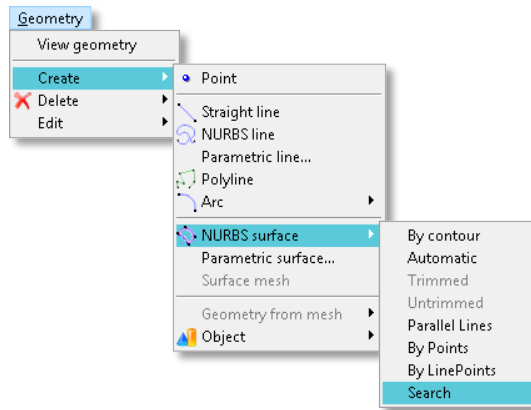 Geometry
View geometry
Create
Delete
Edit
Point
Straight line
NURBS line
Parametric line...
Polyline
Arc
NURBS surface
Parametric surface...
Surface mesh
Geometry from mesh
Object
By contour
Automatic
Trimmed
Untrimmed
Parallel Lines
By Points
By LinePoints
Search